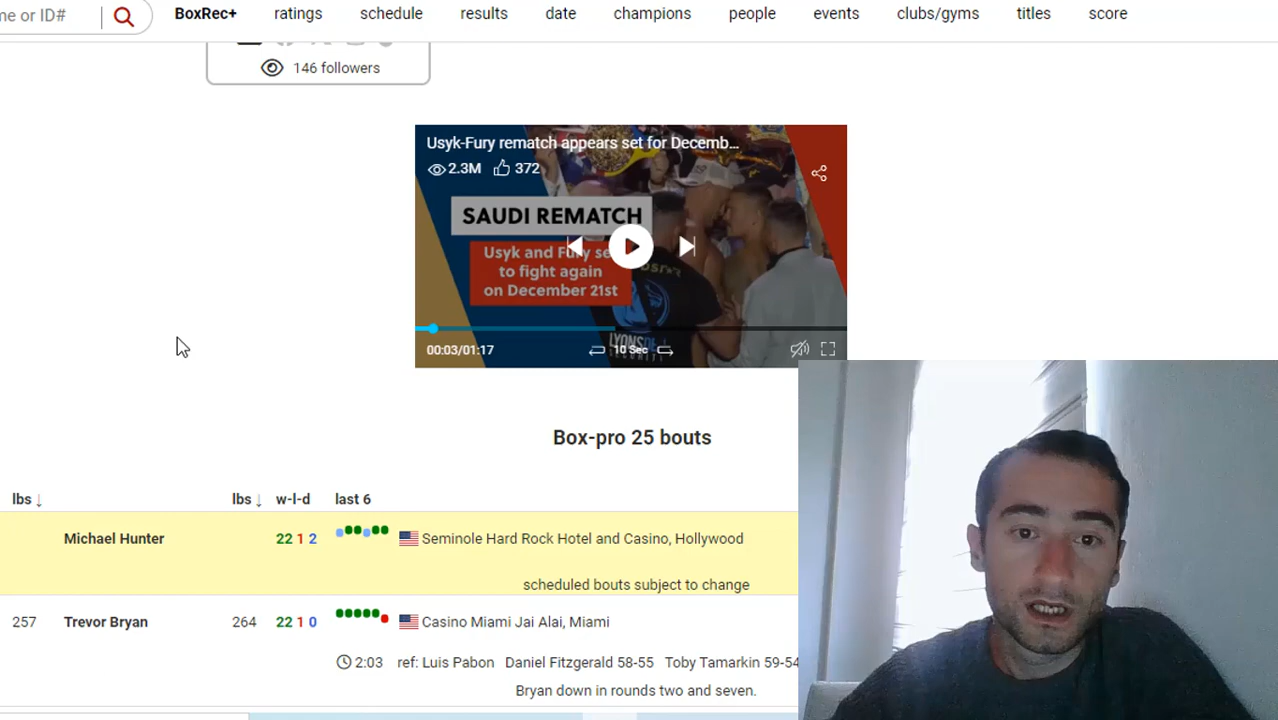 ne or ID#
BoxRec+ ratings schedule results date champions people events clubs/gyms titles score
146 followers
Usyk-Fury rematch appears set for Decemb...
2.3M 372
SAUDI REMATCH
Usyk and Fury se
to fight again
on December 21st
LYONSDE
00:03/01:17 10 Sec
Box-pro 25 bouts
lbs ↓ lbs ↓ w-l-d last 6
Michael Hunter 22 1 2 Seminole Hard Rock Hotel and Casino, Hollywood
scheduled bouts subject to change
257 Trevor Bryan 264 22 1 0 Casino Miami Jai Alai, Miami
2:03 ref: Luis Pabon Daniel Fitzgerald 58-55 Toby Tamarkin 59-54
Bryan down in rounds two and seven.